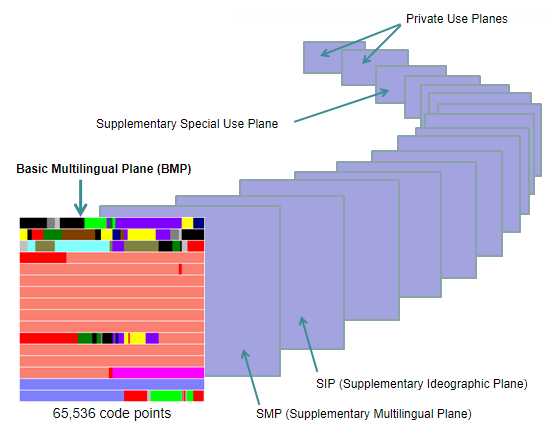 Private Use Planes
Supplementary Special Use Plane
Basic Multilingual Plane (BMP)
SIP (Supplementary Ideographic Plane)
65,536 code points
SMP (Supplementary Multilingual Plane)